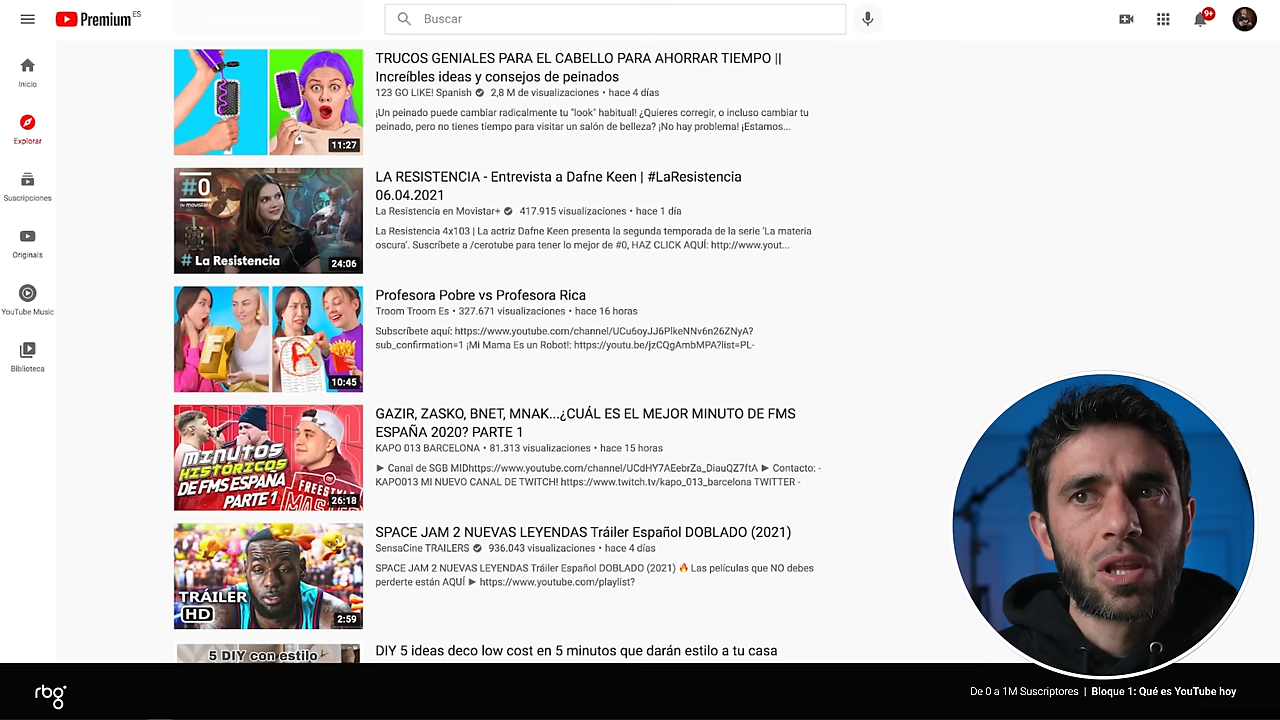 Premium ES
Buscar
9+
Inicio
Explorar
Suscripciones
Originals
YouTube Music
Biblioteca
11:27
TRUCOS GENIALES PARA EL CABELLO PARA AHORRAR TIEMPO ||
Increíbles ideas y consejos de peinados
123 GO LIKE! Spanish 2,8 M de visualizaciones • hace 4 días
¡Un peinado puede cambiar radicalmente tu "look" habitual! ¿Quieres corregir, o incluso cambiar tu
peinado, pero no tienes tiempo para visitar un salón de belleza? ¡No hay problema! ¡Estamos...
#0
de movistar+
# La Resistencia
24:06
LA RESISTENCIA - Entrevista a Dafne Keen | #LaResistencia
06.04.2021
La Resistencia en Movistar+ 417.915 visualizaciones • hace 1 día
La Resistencia 4x103 | La actriz Dafne Keen presenta la segunda temporada de la serie 'La materia
oscura'. Suscríbete a /cerotube para tener lo mejor de #0, HAZ CLICK AQUÍ: http://www.yout...
F
A
10:45
Profesora Pobre vs Profesora Rica
Troom Troom Es • 327.671 visualizaciones • hace 16 horas
Subscríbete aquí: https://www.youtube.com/channel/UCu6oyJJ6PlkeNNv6n26ZNyA?
sub_confirmation=1 ¡Mi Mama Es un Robot!: https://youtu.be/jzCQgAmbMPA?list=PL-
MINUTOS
HISTÓRICOS
DE FMS ESPAÑA
PARTE 1
FREESTYLE
MASTER
26:18
GAZIR, ZASKO, BNET, MNAK...¿CUÁL ES EL MEJOR MINUTO DE FMS
ESPAÑA 2020? PARTE 1
KAPO 013 BARCELONA • 81.313 visualizaciones • hace 15 horas
► Canal de SGB MIDhttps://www.youtube.com/channel/UCdHY7AEebrZa_DiauQZ7ftA ► Contacto: -
KAPO013 MI NUEVO CANAL DE TWITCH! https://www.twitch.tv/kapo_013_barcelona TWITTER -
TRÁILER
HD
2:59
SPACE JAM 2 NUEVAS LEYENDAS Tráiler Español DOBLADO (2021)
SensaCine TRAILERS 936.043 visualizaciones • hace 4 días
SPACE JAM 2 NUEVAS LEYENDAS Tráiler Español DOBLADO (2021) 🔥 Las películas que NO debes
perderte están AQUÍ ► https://www.youtube.com/playlist?
5 DIY con estilo
DIY 5 ideas deco low cost en 5 minutos que darán estilo a tu casa
rbg
De 0 a 1M Suscriptores | Bloque 1: Qué es YouTube hoy